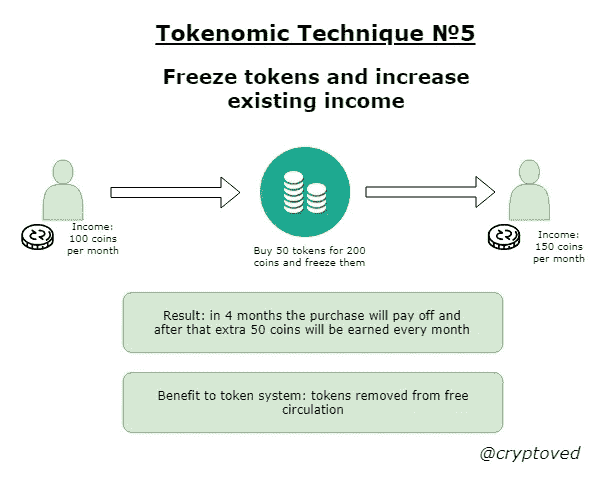 Tokenomic Technique №5
Freeze tokens and increase
existing income
Income:
100 coins
per month
Buy 50 tokens for 200
coins and freeze them
Income:
150 coins
per month
Result: in 4 months the purchase will pay off and
after that extra 50 coins will be earned every month
Benefit to token system: tokens removed from free
circulation
@cryptoved